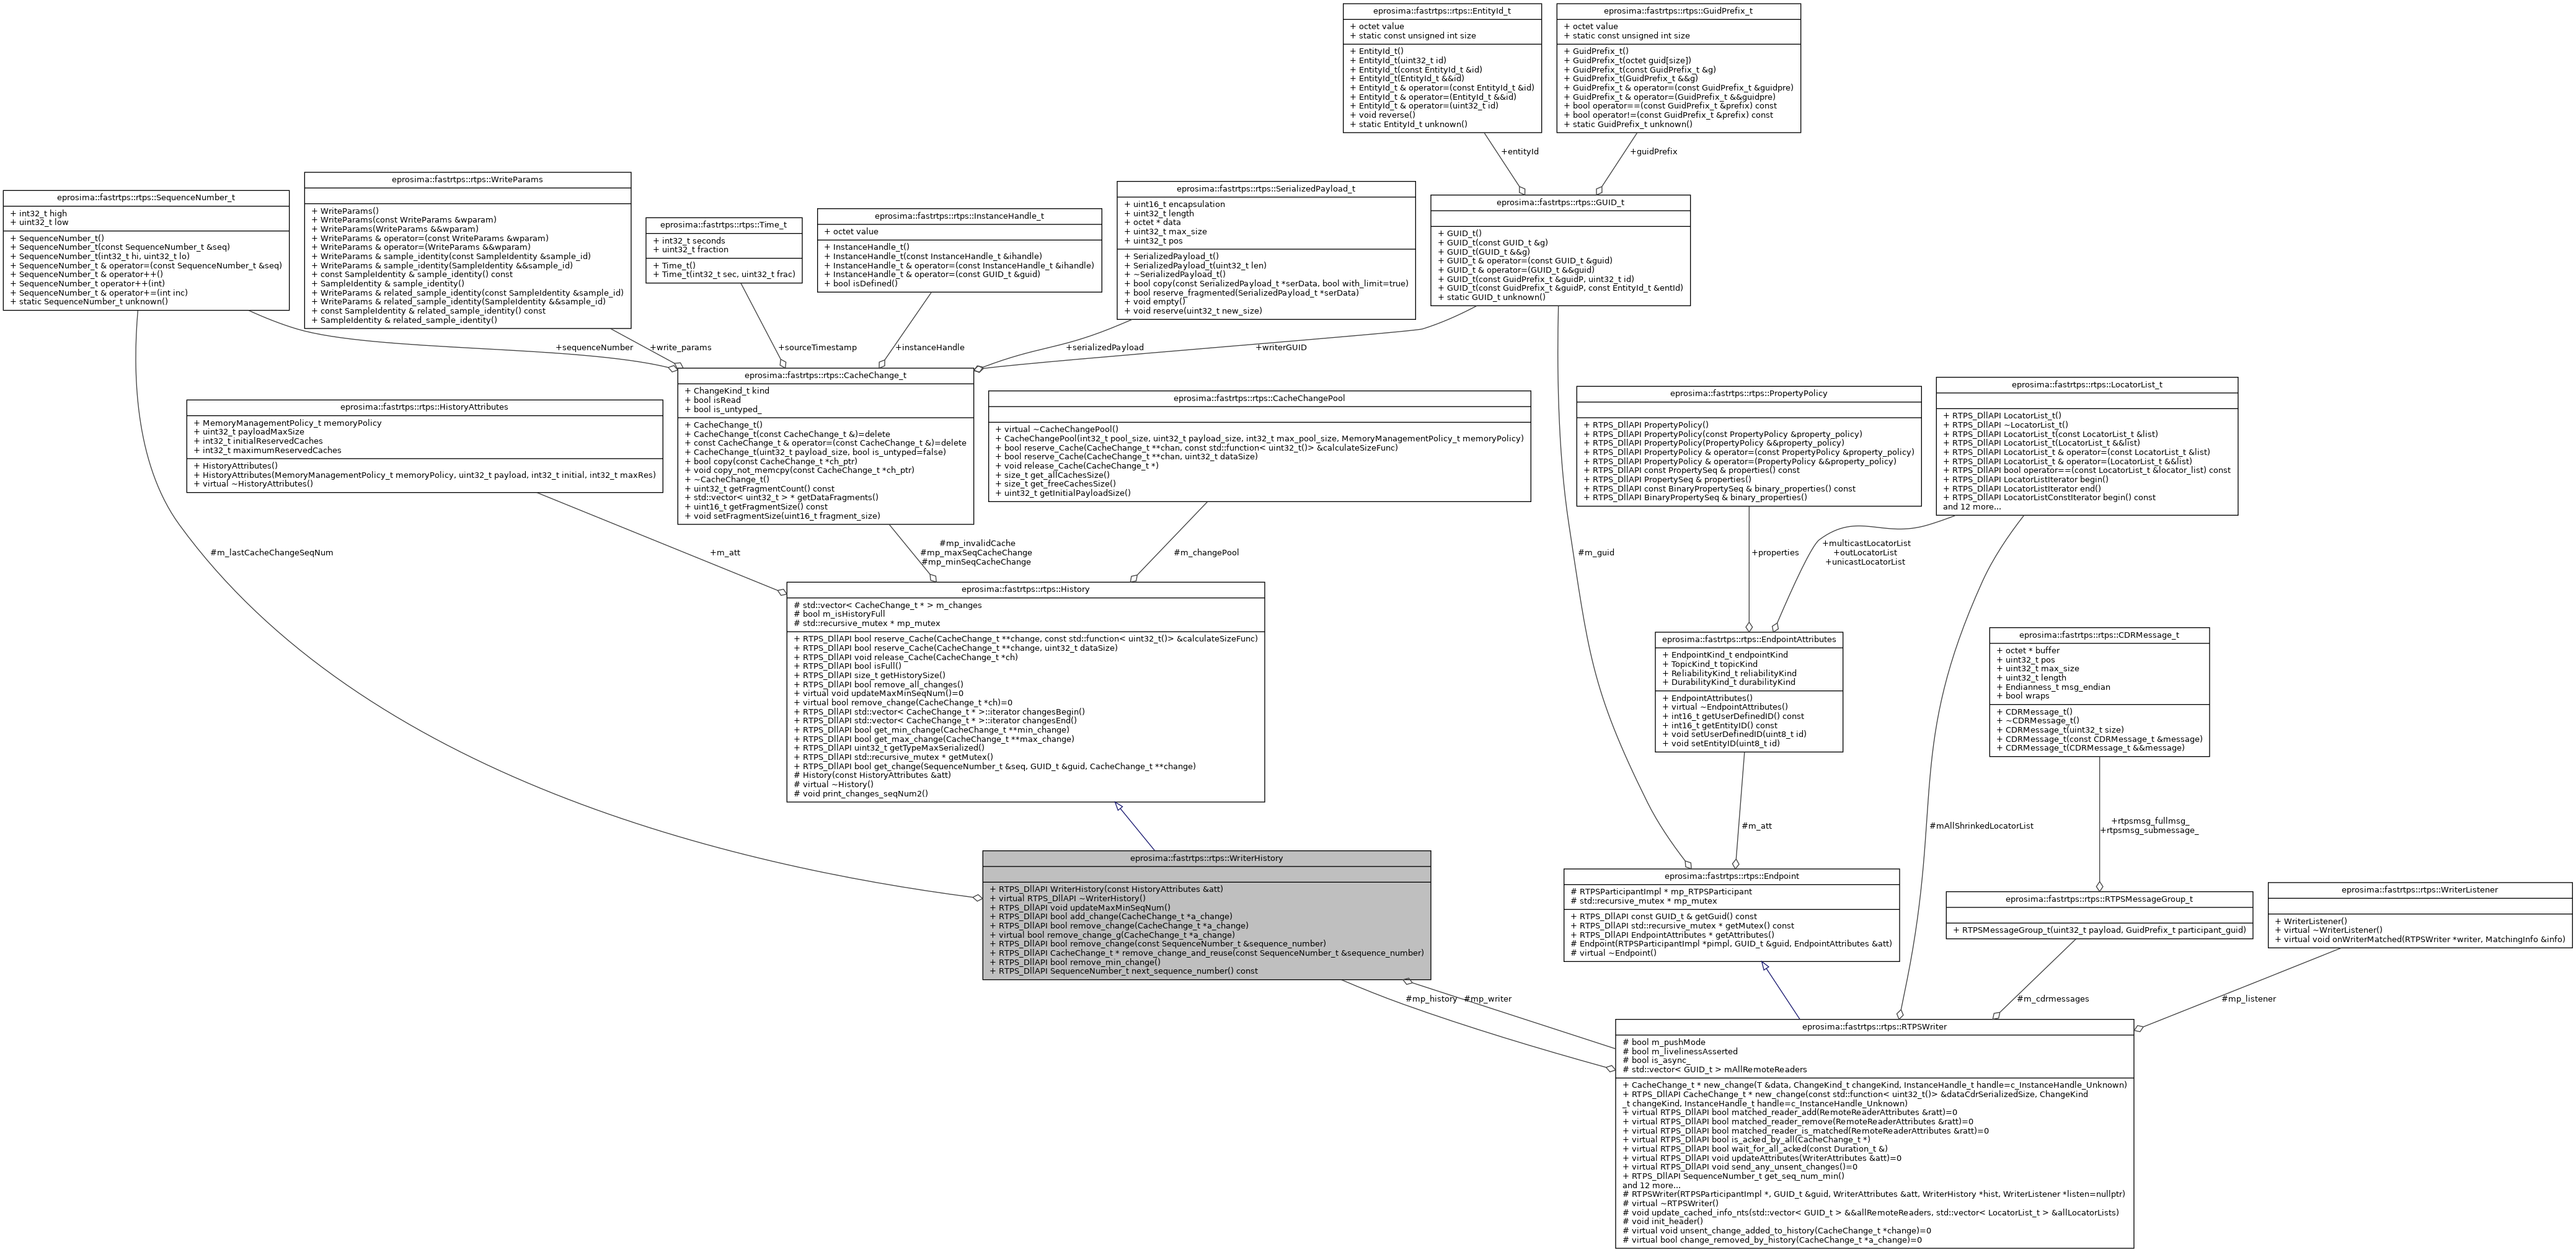 eprosima::fastrtps::rtps::EntityId_t
+ octet value
+ static const unsigned int size
+ EntityId_t()
+ EntityId_t(uint32_t id)
+ EntityId_t(const EntityId_t &id)
+ EntityId_t(EntityId_t &&id)
+ EntityId_t & operator=(const EntityId_t &id)
+ EntityId_t & operator=(EntityId_t &&id)
+ EntityId_t & operator=(uint32_t id)
+ void reverse()
+ static EntityId_t unknown()
eprosima::fastrtps::rtps::GuidPrefix_t
+ octet value
+ static const unsigned int size
+ GuidPrefix_t()
+ GuidPrefix_t(octet guid[size])
+ GuidPrefix_t(const GuidPrefix_t &g)
+ GuidPrefix_t(GuidPrefix_t &&g)
+ GuidPrefix_t & operator=(const GuidPrefix_t &guidpre)
+ GuidPrefix_t & operator=(GuidPrefix_t &&guidpre)
+ bool operator==(const GuidPrefix_t &prefix) const
+ bool operator!=(const GuidPrefix_t &prefix) const
+ static GuidPrefix_t unknown()
+entityId
+guidPrefix
eprosima::fastrtps::rtps::SequenceNumber_t
+ int32_t high
+ uint32_t low
+ SequenceNumber_t()
+ SequenceNumber_t(const SequenceNumber_t &seq)
+ SequenceNumber_t(int32_t hi, uint32_t lo)
+ SequenceNumber_t & operator=(const SequenceNumber_t &seq)
+ SequenceNumber_t & operator++()
+ SequenceNumber_t operator++(int)
+ SequenceNumber_t & operator+=(int inc)
+ static SequenceNumber_t unknown()
eprosima::fastrtps::rtps::WriteParams
+ WriteParams()
+ WriteParams(const WriteParams &wparam)
+ WriteParams(WriteParams &&wparam)
+ WriteParams & operator=(const WriteParams &wparam)
+ WriteParams & operator=(WriteParams &&wparam)
+ WriteParams & sample_identity(const SampleIdentity &sample_id)
+ WriteParams & sample_identity(SampleIdentity &&sample_id)
+ const SampleIdentity & sample_identity() const
+ SampleIdentity & sample_identity()
+ WriteParams & related_sample_identity(const SampleIdentity &sample_id)
+ WriteParams & related_sample_identity(SampleIdentity &&sample_id)
+ const SampleIdentity & related_sample_identity() const
+ SampleIdentity & related_sample_identity()
eprosima::fastrtps::rtps::Time_t
+ int32_t seconds
+ uint32_t fraction
+ Time_t()
+ Time_t(int32_t sec, uint32_t frac)
eprosima::fastrtps::rtps::InstanceHandle_t
+ octet value
+ InstanceHandle_t()
+ InstanceHandle_t(const InstanceHandle_t &ihandle)
+ InstanceHandle_t & operator=(const InstanceHandle_t &ihandle)
+ InstanceHandle_t & operator=(const GUID_t &guid)
+ bool isDefined()
eprosima::fastrtps::rtps::SerializedPayload_t
+ uint16_t encapsulation
+ uint32_t length
+ octet * data
+ uint32_t max_size
+ uint32_t pos
+ SerializedPayload_t()
+ SerializedPayload_t(uint32_t len)
+ ~SerializedPayload_t()
+ bool copy(const SerializedPayload_t *serData, bool with_limit=true)
+ bool reserve_fragmented(SerializedPayload_t *serData)
+ void empty()
+ void reserve(uint32_t new_size)
eprosima::fastrtps::rtps::GUID_t
+ GUID_t()
+ GUID_t(const GUID_t &g)
+ GUID_t(GUID_t &&g)
+ GUID_t & operator=(const GUID_t &guid)
+ GUID_t & operator=(GUID_t &&guid)
+ GUID_t(const GuidPrefix_t &guidP, uint32_t id)
+ GUID_t(const GuidPrefix_t &guidP, const EntityId_t &entId)
+ static GUID_t unknown()
+sequenceNumber
+write_params
+sourceTimestamp
+instanceHandle
+serializedPayload
+writerGUID
eprosima::fastrtps::rtps::HistoryAttributes
+ MemoryManagementPolicy_t memoryPolicy
+ uint32_t payloadMaxSize
+ int32_t initialReservedCaches
+ int32_t maximumReservedCaches
+ HistoryAttributes()
+ HistoryAttributes(MemoryManagementPolicy_t memoryPolicy, uint32_t payload, int32_t initial, int32_t maxRes)
+ virtual ~HistoryAttributes()
eprosima::fastrtps::rtps::CacheChange_t
+ ChangeKind_t kind
+ bool isRead
+ bool is_untyped_
+ CacheChange_t()
+ CacheChange_t(const CacheChange_t &)=delete
+ const CacheChange_t & operator=(const CacheChange_t &)=delete
+ CacheChange_t(uint32_t payload_size, bool is_untyped=false)
+ bool copy(const CacheChange_t *ch_ptr)
+ void copy_not_memcpy(const CacheChange_t *ch_ptr)
+ ~CacheChange_t()
+ uint32_t getFragmentCount() const
+ std::vector< uint32_t > * getDataFragments()
+ uint16_t getFragmentSize() const
+ void setFragmentSize(uint16_t fragment_size)
eprosima::fastrtps::rtps::CacheChangePool
+ virtual ~CacheChangePool()
+ CacheChangePool(int32_t pool_size, uint32_t payload_size, int32_t max_pool_size, MemoryManagementPolicy_t memoryPolicy)
+ bool reserve_Cache(CacheChange_t **chan, const std::function< uint32_t()> &calculateSizeFunc)
+ bool reserve_Cache(CacheChange_t **chan, uint32_t dataSize)
+ void release_Cache(CacheChange_t *)
+ size_t get_allCachesSize()
+ size_t get_freeCachesSize()
+ uint32_t getInitialPayloadSize()
eprosima::fastrtps::rtps::PropertyPolicy
+ RTPS_DllAPI PropertyPolicy()
+ RTPS_DllAPI PropertyPolicy(const PropertyPolicy &property_policy)
+ RTPS_DllAPI PropertyPolicy(PropertyPolicy &&property_policy)
+ RTPS_DllAPI PropertyPolicy & operator=(const PropertyPolicy &property_policy)
+ RTPS_DllAPI PropertyPolicy & operator=(PropertyPolicy &&property_policy)
+ RTPS_DllAPI const PropertySeq & properties() const
+ RTPS_DllAPI PropertySeq & properties()
+ RTPS_DllAPI const BinaryPropertySeq & binary_properties() const
+ RTPS_DllAPI BinaryPropertySeq & binary_properties()
eprosima::fastrtps::rtps::LocatorList_t
+ RTPS_DllAPI LocatorList_t()
+ RTPS_DllAPI ~LocatorList_t()
+ RTPS_DllAPI LocatorList_t(const LocatorList_t &list)
+ RTPS_DllAPI LocatorList_t(LocatorList_t &&list)
+ RTPS_DllAPI LocatorList_t & operator=(const LocatorList_t &list)
+ RTPS_DllAPI LocatorList_t & operator=(LocatorList_t &&list)
+ RTPS_DllAPI bool operator==(const LocatorList_t &locator_list) const
+ RTPS_DllAPI LocatorListIterator begin()
+ RTPS_DllAPI LocatorListIterator end()
+ RTPS_DllAPI LocatorListConstIterator begin() const
and 12 more...
#m_lastCacheChangeSeqNum
+m_att
#mp_invalidCache
#mp_maxSeqCacheChange
#mp_minSeqCacheChange
#m_changePool
#m_guid
+properties
+multicastLocatorList
+outLocatorList
+unicastLocatorList
eprosima::fastrtps::rtps::History
# std::vector< CacheChange_t * > m_changes
# bool m_isHistoryFull
# std::recursive_mutex * mp_mutex
+ RTPS_DllAPI bool reserve_Cache(CacheChange_t **change, const std::function< uint32_t()> &calculateSizeFunc)
+ RTPS_DllAPI bool reserve_Cache(CacheChange_t **change, uint32_t dataSize)
+ RTPS_DllAPI void release_Cache(CacheChange_t *ch)
+ RTPS_DllAPI bool isFull()
+ RTPS_DllAPI size_t getHistorySize()
+ RTPS_DllAPI bool remove_all_changes()
+ virtual void updateMaxMinSeqNum()=0
+ virtual bool remove_change(CacheChange_t *ch)=0
+ RTPS_DllAPI std::vector< CacheChange_t * >::iterator changesBegin()
+ RTPS_DllAPI std::vector< CacheChange_t * >::iterator changesEnd()
+ RTPS_DllAPI bool get_min_change(CacheChange_t **min_change)
+ RTPS_DllAPI bool get_max_change(CacheChange_t **max_change)
+ RTPS_DllAPI uint32_t getTypeMaxSerialized()
+ RTPS_DllAPI std::recursive_mutex * getMutex()
+ RTPS_DllAPI bool get_change(SequenceNumber_t &seq, GUID_t &guid, CacheChange_t **change)
# History(const HistoryAttributes &att)
# virtual ~History()
# void print_changes_seqNum2()
eprosima::fastrtps::rtps::EndpointAttributes
+ EndpointKind_t endpointKind
+ TopicKind_t topicKind
+ ReliabilityKind_t reliabilityKind
+ DurabilityKind_t durabilityKind
+ EndpointAttributes()
+ virtual ~EndpointAttributes()
+ int16_t getUserDefinedID() const
+ int16_t getEntityID() const
+ void setUserDefinedID(uint8_t id)
+ void setEntityID(uint8_t id)
eprosima::fastrtps::rtps::CDRMessage_t
+ octet * buffer
+ uint32_t pos
+ uint32_t max_size
+ uint32_t length
+ Endianness_t msg_endian
+ bool wraps
+ CDRMessage_t()
+ ~CDRMessage_t()
+ CDRMessage_t(uint32_t size)
+ CDRMessage_t(const CDRMessage_t &message)
+ CDRMessage_t(CDRMessage_t &&message)
#m_att
#mAllShrinkedLocatorList
+rtpsmsg_fullmsg_
+rtpsmsg_submessage_
eprosima::fastrtps::rtps::WriterHistory
+ RTPS_DllAPI WriterHistory(const HistoryAttributes &att)
+ virtual RTPS_DllAPI ~WriterHistory()
+ RTPS_DllAPI void updateMaxMinSeqNum()
+ RTPS_DllAPI bool add_change(CacheChange_t *a_change)
+ RTPS_DllAPI bool remove_change(CacheChange_t *a_change)
+ virtual bool remove_change_g(CacheChange_t *a_change)
+ RTPS_DllAPI bool remove_change(const SequenceNumber_t &sequence_number)
+ RTPS_DllAPI CacheChange_t * remove_change_and_reuse(const SequenceNumber_t &sequence_number)
+ RTPS_DllAPI bool remove_min_change()
+ RTPS_DllAPI SequenceNumber_t next_sequence_number() const
eprosima::fastrtps::rtps::Endpoint
# RTPSParticipantImpl * mp_RTPSParticipant
# std::recursive_mutex * mp_mutex
+ RTPS_DllAPI const GUID_t & getGuid() const
+ RTPS_DllAPI std::recursive_mutex * getMutex() const
+ RTPS_DllAPI EndpointAttributes * getAttributes()
# Endpoint(RTPSParticipantImpl *pimpl, GUID_t &guid, EndpointAttributes &att)
# virtual ~Endpoint()
eprosima::fastrtps::rtps::RTPSMessageGroup_t
+ RTPSMessageGroup_t(uint32_t payload, GuidPrefix_t participant_guid)
eprosima::fastrtps::rtps::WriterListener
+ WriterListener()
+ virtual ~WriterListener()
+ virtual void onWriterMatched(RTPSWriter *writer, MatchingInfo &info)
#mp_history
#mp_writer
#m_cdrmessages
#mp_listener
eprosima::fastrtps::rtps::RTPSWriter
# bool m_pushMode
# bool m_livelinessAsserted
# bool is_async_
# std::vector< GUID_t > mAllRemoteReaders
+ CacheChange_t * new_change(T &data, ChangeKind_t changeKind, InstanceHandle_t handle=c_InstanceHandle_Unknown)
+ RTPS_DllAPI CacheChange_t * new_change(const std::function< uint32_t()> &dataCdrSerializedSize, ChangeKind
_t changeKind, InstanceHandle_t handle=c_InstanceHandle_Unknown)
+ virtual RTPS_DllAPI bool matched_reader_add(RemoteReaderAttributes &ratt)=0
+ virtual RTPS_DllAPI bool matched_reader_remove(RemoteReaderAttributes &ratt)=0
+ virtual RTPS_DllAPI bool matched_reader_is_matched(RemoteReaderAttributes &ratt)=0
+ virtual RTPS_DllAPI bool is_acked_by_all(CacheChange_t *)
+ virtual RTPS_DllAPI bool wait_for_all_acked(const Duration_t &)
+ virtual RTPS_DllAPI void updateAttributes(WriterAttributes &att)=0
+ virtual RTPS_DllAPI void send_any_unsent_changes()=0
+ RTPS_DllAPI SequenceNumber_t get_seq_num_min()
and 12 more...
# RTPSWriter(RTPSParticipantImpl *, GUID_t &guid, WriterAttributes &att, WriterHistory *hist, WriterListener *listen=nullptr)
# virtual ~RTPSWriter()
# void update_cached_info_nts(std::vector< GUID_t > &&allRemoteReaders, std::vector< LocatorList_t > &allLocatorLists)
# void init_header()
# virtual void unsent_change_added_to_history(CacheChange_t *change)=0
# virtual bool change_removed_by_history(CacheChange_t *a_change)=0